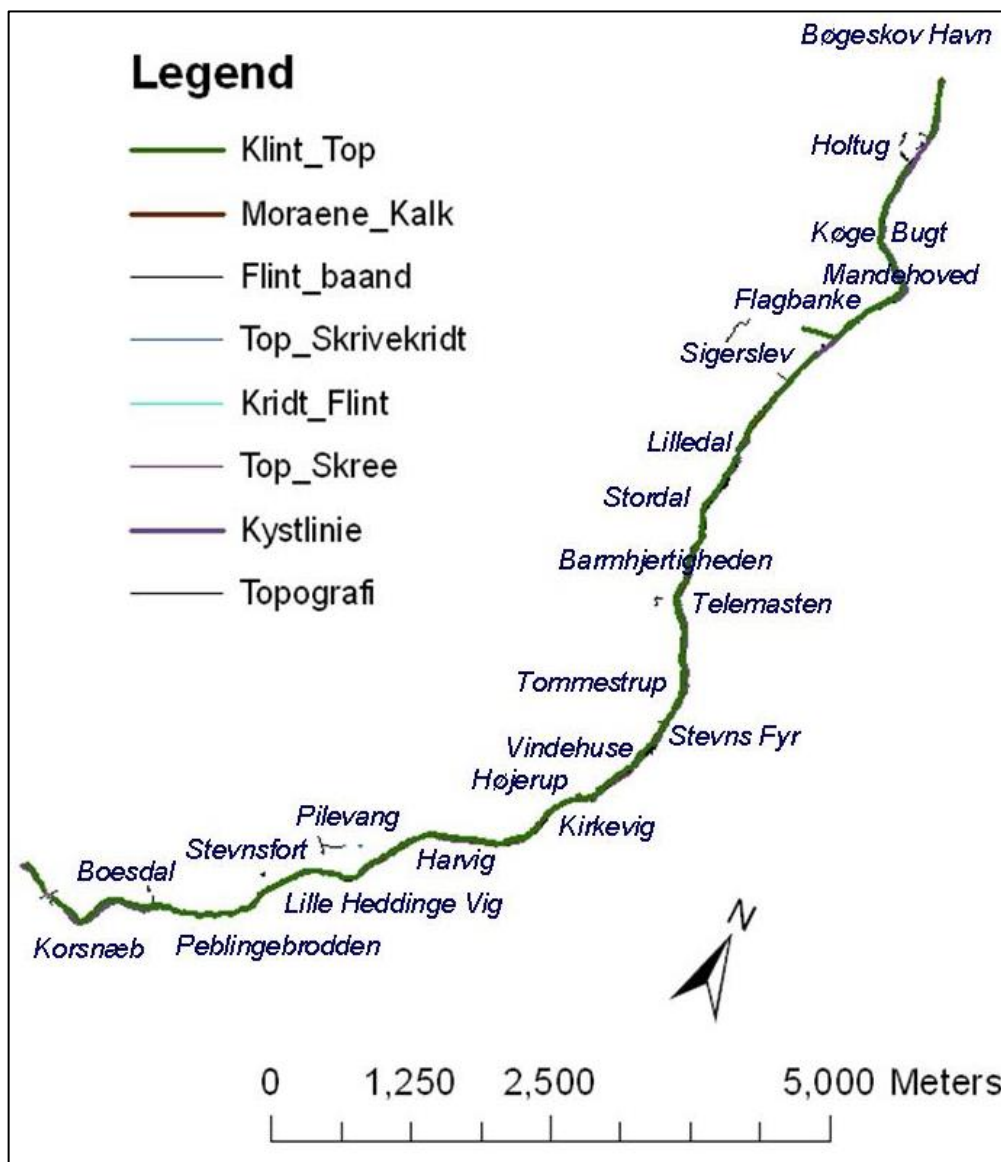 Legend
Klint_Top
Moraene_Kalk
Flint_baand
Top_Skrivekridt
Kridt_Flint
Top_Skree
Kystlinie
Topografi
Bøgeskov Havn
Holtug
Køge Bugt
Mandehoved
Flagbanke
Sigerslev
Lilledal
Stordal
Barmhjertigheden
Telemasten
Tommestrup
Stevns Fyr
Vindehuse
Højerup
Kirkevig
Pilevang
Harvig
Stevnsfort
Boesdal
Lille Heddinge Vig
Korsnæb
Peblingebrodden
N
0 1,250 2,500 5,000 Meters